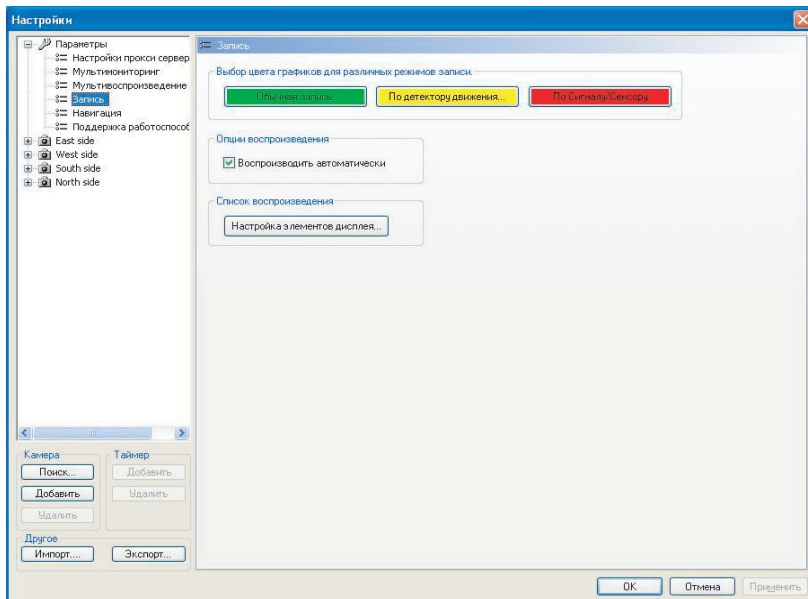 Настройки
Параметры
Настройки прокси сервер
Мультимониторинг
Мультивоспроизведение
Запись
Навигация
Поддержка работоспособ
East side
West side
South side
North side
Камера
Таймер
Поиск...
Добавить
Добавить
Удалить
Удалить
Другое
Импорт....
Экспорт...
Запись
Выбор цвета графиков для различных режимов записи.
Обычная запись
По детектору движения...
По Сигналу/Сенсору
Опции воспроизведения
Воспроизводить автоматически
Список воспроизведения
Настройка элементов дисплея...
OK
Отмена
Применить